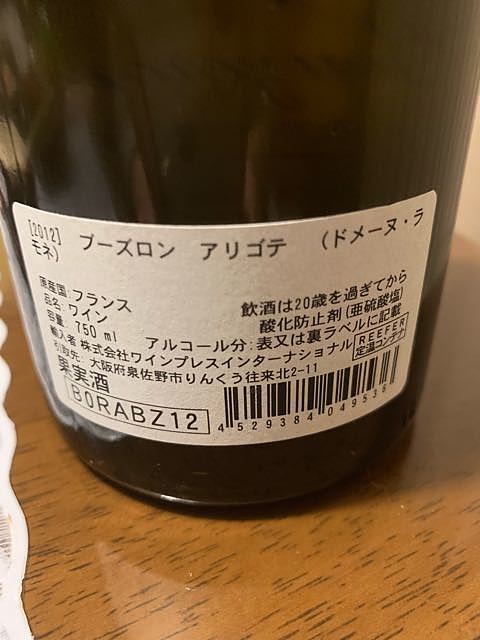 [2012] ブーズロン アリゴテ (ドメーヌ・ラ
モネ)
原産国:フランス
品名:ワイン 飲酒は20歳を過ぎてから
容量:750 ml 酸化防止剤(亜硫酸塩)
アルコール分:表又は裏ラベルに記載
輸入者:株式会社ワインプレスインターナショナル
引取先:大阪府泉佐野市りんくう往来北2-11
REEFER
定温コンテナ
果実酒
BORABZ12
4529384049538